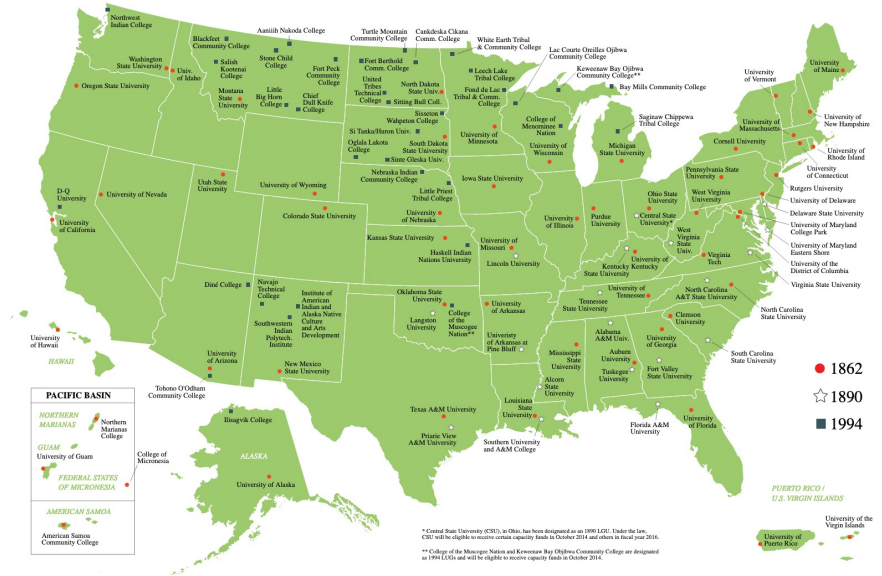 Northwest
Indian College
Blackfeet
Community College
Aaniiih Nakoda College
Stone Child
College
Salish
Kootenai
College
Fort Peck
Community
College
Washington
State University
Univ.
of Idaho
Oregon State University
Montana
State
University
Little
Big Horn
College
Chief
Dull Knife
College
Turtle Mountain
Community College
Cankdeska Cikana
Comm. College
Fort Berthold
Comm. College
United
Tribes
Technical
College
North Dakota
State Univ.
Sitting Bull Coll.
White Earth Tribal
& Community College
Leech Lake
Tribal College
Fond de Lac
Tribal & Comm.
College
Lac Courte Oreilles Ojibwa
Community College
Keweenaw Bay Ojibwa
Community College**
Bay Mills Community College
Saginaw Chippewa
Tribal College
College of
Menominee
Nation
Michigan
State University
University of
Wisconsin
University of
Minnesota
Sisseton
Wahpeton College
Si Tanka/Huron Univ.
South Dakota
State University
Oglala Lakota
College
Sinte Gleska Univ.
Nebraska Indian
Community College
Little Priest
Tribal College
University of
Nebraska
Iowa State University
D-Q
University
University
of California
University of Nevada
Utah State
University
University of Wyoming
Colorado State University
Kansas State University
Haskell Indian
Nations University
University of
Missouri
Lincoln University
University
of Illinois
Purdue
University
Ohio State
University
Central State
University*
University
of Vermont
University
of Maine
University of
Massachusetts
Cornell University
University of
New Hampshire
University of
Rhode Island
University
of
Connecticut
Pennsylvania State
University
Rutgers University
University of Delaware
Delaware State University
University of Maryland
College Park
University of Maryland
Eastern Shore
University of the
District of Columbia
Virginia State University
West Virginia
University
West
Virginia
State
Univ.
Virginia
Tech
University of
Kentucky
Kentucky
State University
University of
Tennessee
Tennessee
State
University
North Carolina
A&T State University
North Carolina
State University
Clemson
University
South Carolina
State University
University
of Georgia
Fort Valley
State University
Alabama
A&M Univ.
Auburn
University
Tuskegee
University
Mississippi
State
University
Alcorn
State
University
Louisiana
State
University
Southern University
and A&M College
Florida A&M
University
University
of Florida
University of
Arkansas
Univeristy of
Arkansas at
Pine Bluff
Oklahoma State
University
Langston
University
College
of the
Muscogee
Nation**
Texas A&M University
Priarie View
A&M University
Diné College
Navajo
Technical
College
Institute of
American
Indian and
Alaska Native
Culture
and Arts
Development
Southwestern
Indian
Polytech.
Institute
University
of Arizona
Tohono O'Odham
Community College
New Mexico
State University
University
of Hawaii
HAWAII
PACIFIC BASIN
NORTHERN
MARIANAS
Northern
Marianas
College
GUAM
University of Guam
FEDERAL STATES
OF MICRONESIA
College of
Micronesia
AMERICAN SAMOA
American Samoa
Community College
Ilisagvik College
ALASKA
University of Alaska
1862
1890
1994
PUERTO RICO /
U.S. VIRGIN ISLANDS
University of
Puerto Rico
University of the
Virgin Islands
* Central State University (CSU), in Ohio, has been designated as an 1890 LGU. Under the law,
CSU will be eligible to receive certain capacity funds in October 2014 and others in fiscal year 2016.
** College of the Muscogee Nation and Keweenaw Bay Objibwa Community College are designated
as 1994 LUGs and will be eligible to receive capacity funds in October 2014.